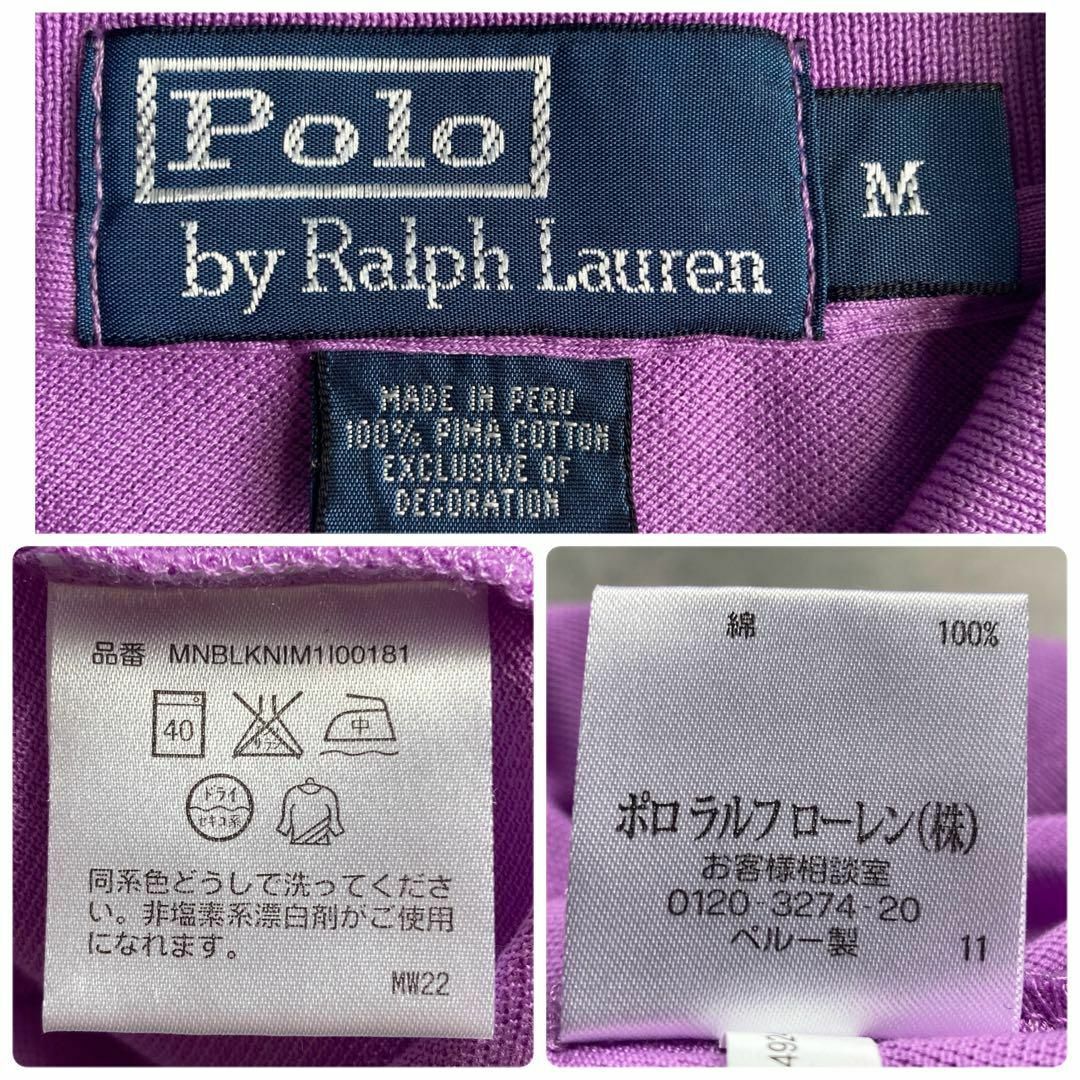 Polo
by Ralph Lauren
M
MADE IN PERU
100% PIMA COTTON
EXCLUSIVE OF
DECORATION
品番 MNBLKNIM1I00181
40
中
ドライ
セキユ系
同系色どうしで洗ってくださ
い。非塩素系漂白剤がご使用
になれます。
MW22
綿 100%
ポロ ラルフ ローレン(株)
お客様相談室
0120-3274-20
ペルー製 11